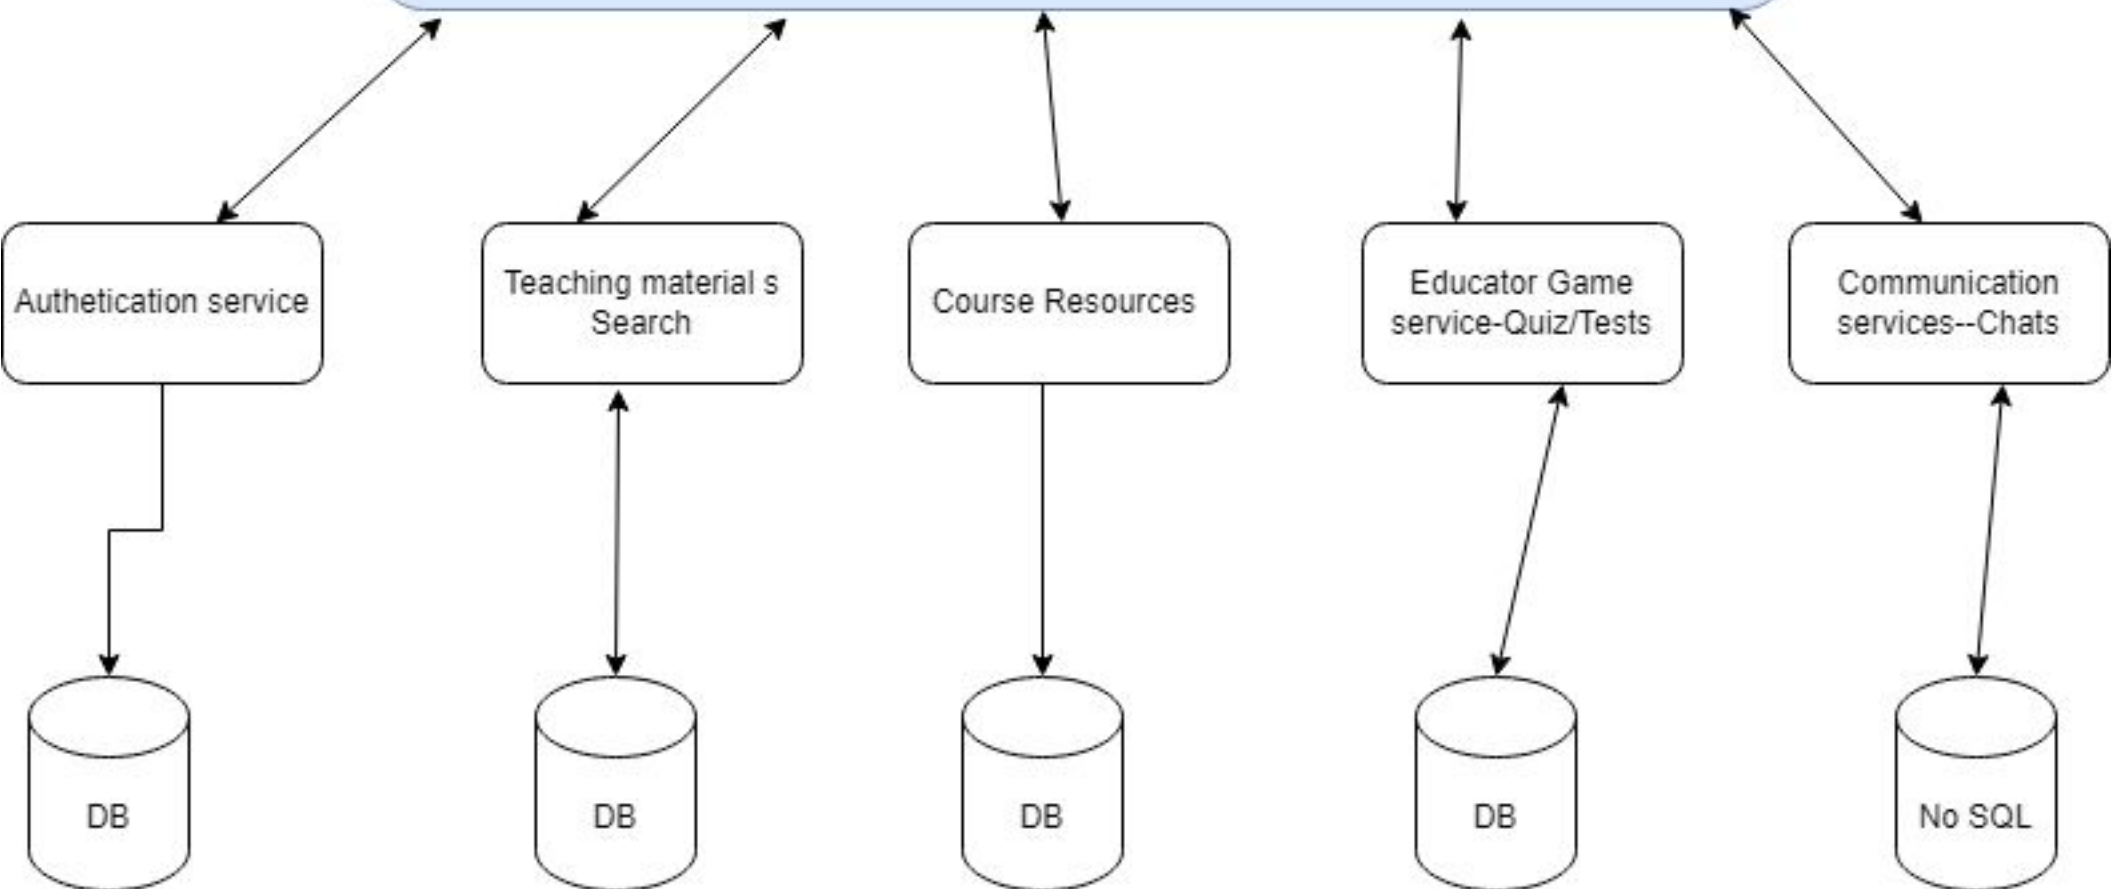 Authetication service
Teaching material s
Search
Course Resources
Educator Game
service-Quiz/Tests
Communication
services--Chats
DB
DB
DB
DB
No SQL